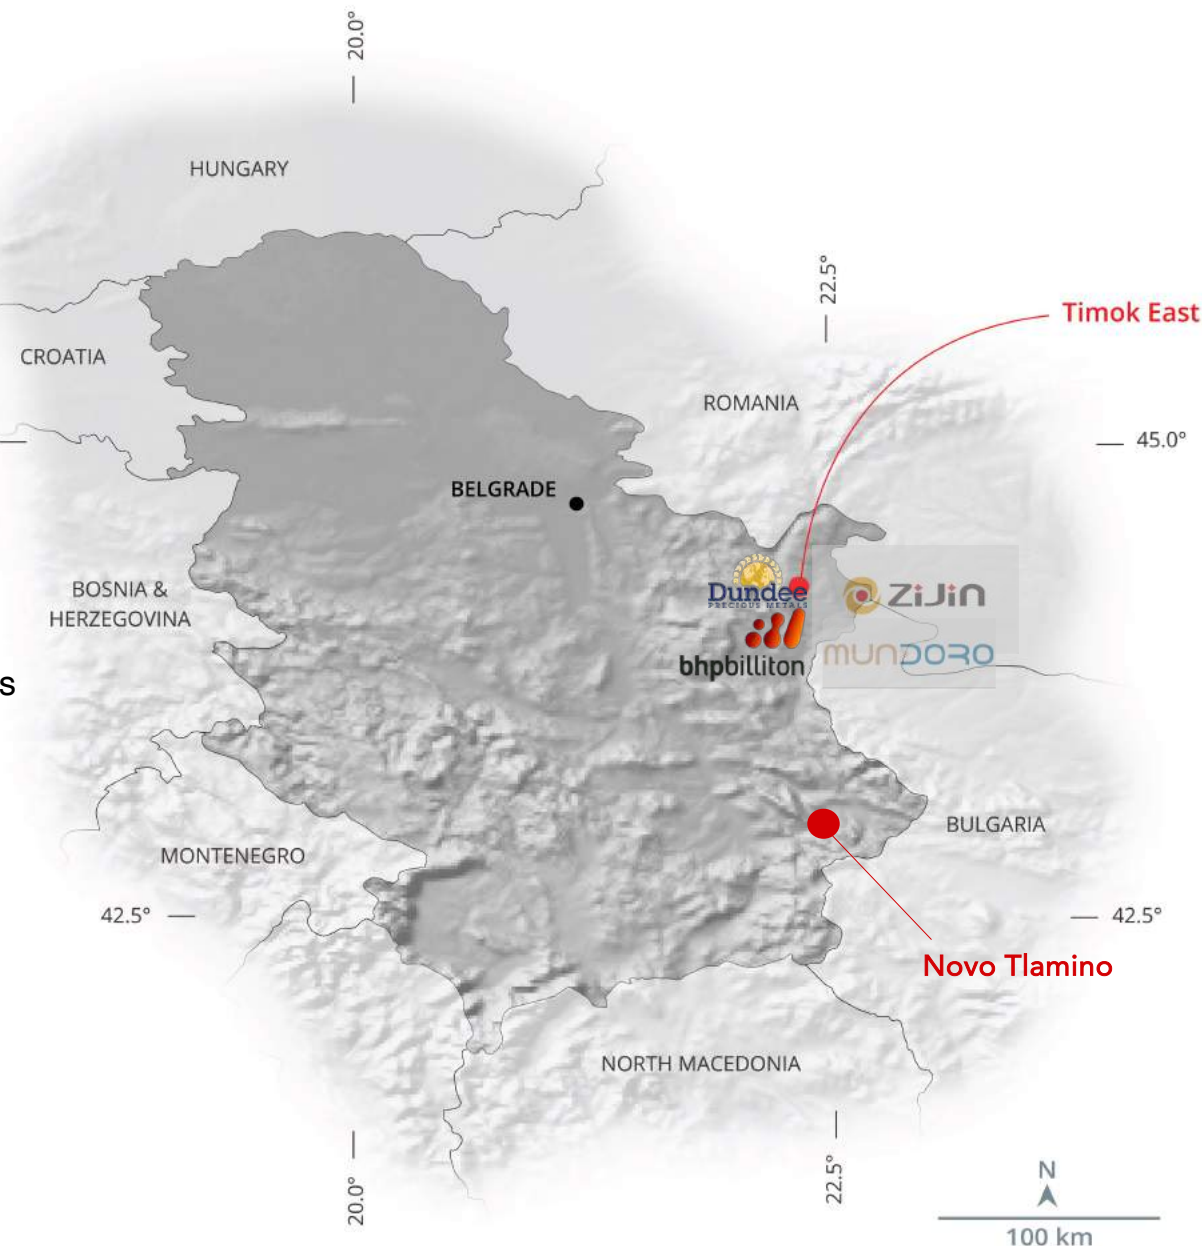 20.0°
HUNGARY
22.5°
Timok East
CROATIA
ROMANIA
45.0°
BELGRADE
BOSNIA &
HERZEGOVINA
Dundee
PRECIOUS METALS
ZiJin
bhpbilliton
munDORO
s
BULGARIA
MONTENEGRO
42.5°
42.5°
Novo Tlamino
NORTH MACEDONIA
20.0°
22.5°
N
100 km